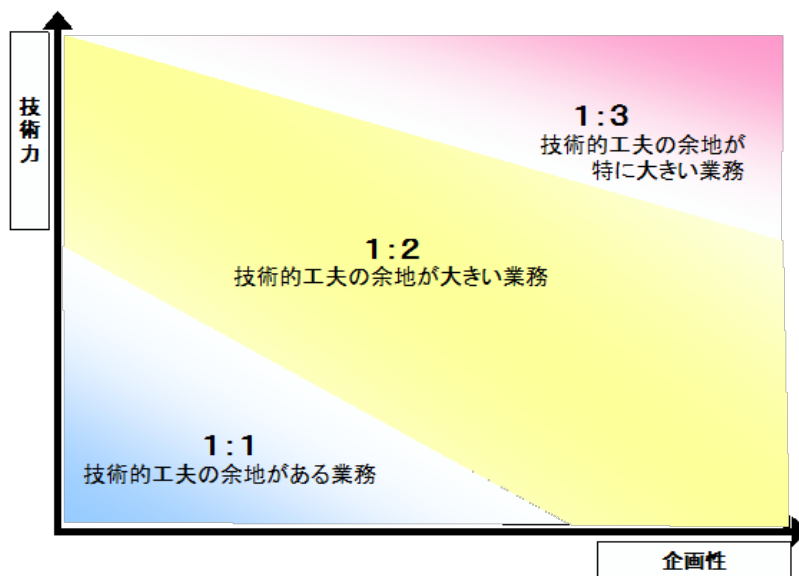 技術力
1:3
技術的工夫の余地が
特に大きい業務
1:2
技術的工夫の余地が大きい業務
1:1
技術的工夫の余地がある業務
企画性